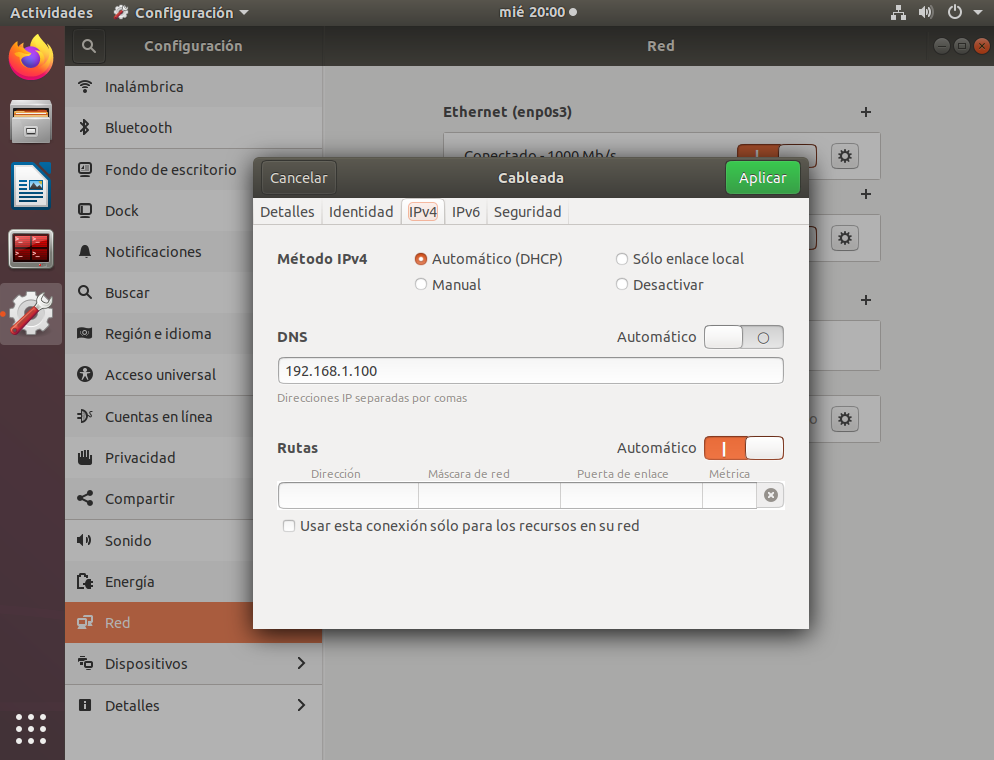 Actividades Configuración mié 20:00
Configuración Red
Inalámbrica
Bluetooth
Fondo de escritorio
Dock
Notificaciones
Buscar
Región e idioma
Acceso universal
Cuentas en línea
Privacidad
Compartir
Sonido
Energía
Red
Dispositivos
Detalles
Ethernet (enp0s3)
Conectado - 1000 Mb/s
Cancelar Cableada Aplicar
Detalles Identidad IPv4 IPv6 Seguridad
Método IPv4 Automático (DHCP) Sólo enlace local
Manual Desactivar
DNS Automático
192.168.1.100
Direcciones IP separadas por comas
Rutas Automático
Dirección Máscara de red Puerta de enlace Métrica
Usar esta conexión sólo para los recursos en su red